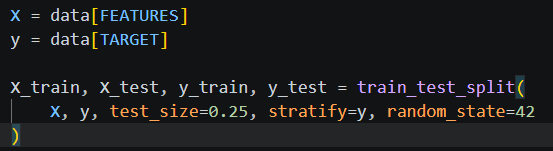 X = data[FEATURES]
y = data[TARGET]
X_train, X_test, y_train, y_test = train_test_split(
    X, y, test_size=0.25, stratify=y, random_state=42
)